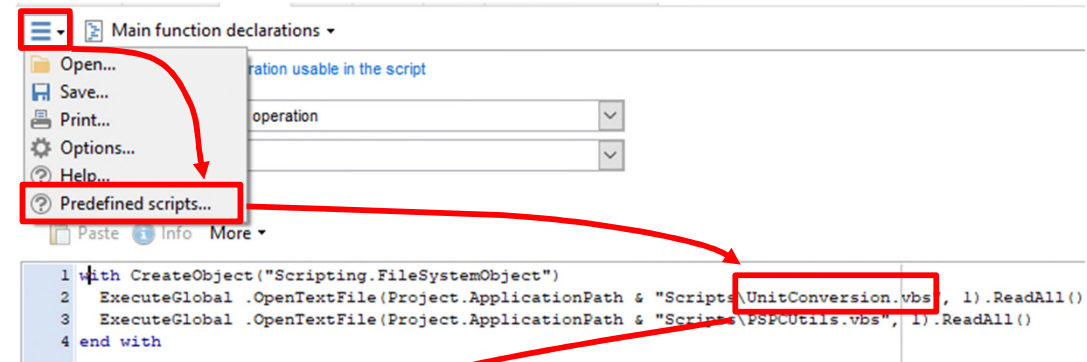 Main function declarations
Open...
ration usable in the script
Save...
Print...
operation
Options...
Help...
Predefined scripts...
Paste Info More
1 with CreateObject("Scripting.FileSystemObject")
2 ExecuteGlobal .OpenTextFile(Project.ApplicationPath & "Scripts\UnitConversion.vbs", 1).ReadAll()
3 ExecuteGlobal .OpenTextFile(Project.ApplicationPath & "Scripts\PSPCUtils.vbs", 1).ReadAll()
4 end with